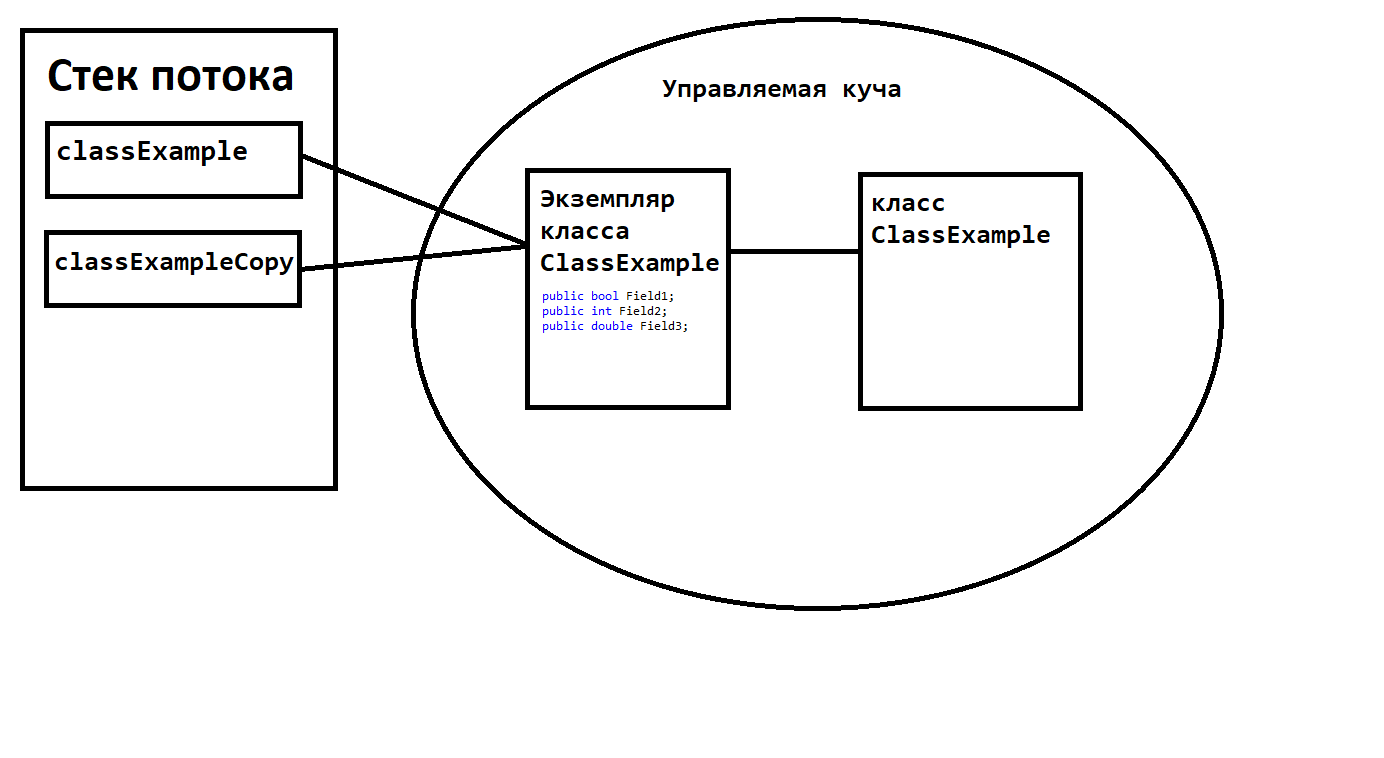 Стек потока
classExample
classExampleCopy
Управляемая куча
Экземпляр
класса
ClassExample
public bool Field1;
public int Field2;
public double Field3;
класс
ClassExample